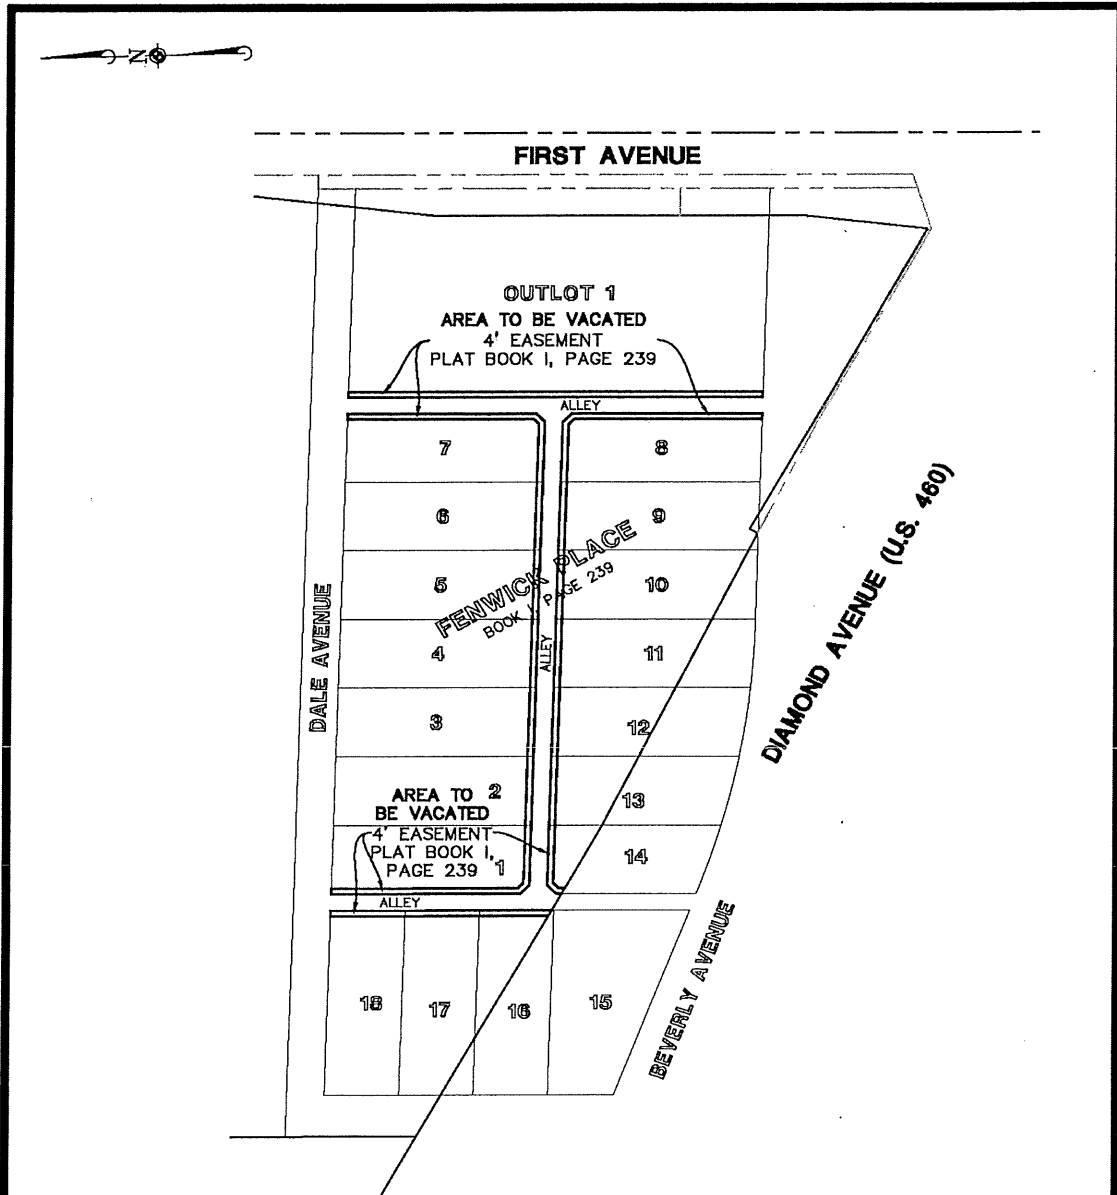 N
FIRST AVENUE
OUTLOT 1
AREA TO BE VACATED
4' EASEMENT
PLAT BOOK I, PAGE 239
ALLEY
7
8
6
9
FENWICK PLACE
BOOK I, PAGE 239
5
10
4
11
ALLEY
DALE AVENUE
DIAMOND AVENUE (U.S. 460)
3
12
AREA TO
BE VACATED
4' EASEMENT
PLAT BOOK I,
PAGE 239
2
13
1
14
ALLEY
18
17
16
15
BEVERLY AVENUE